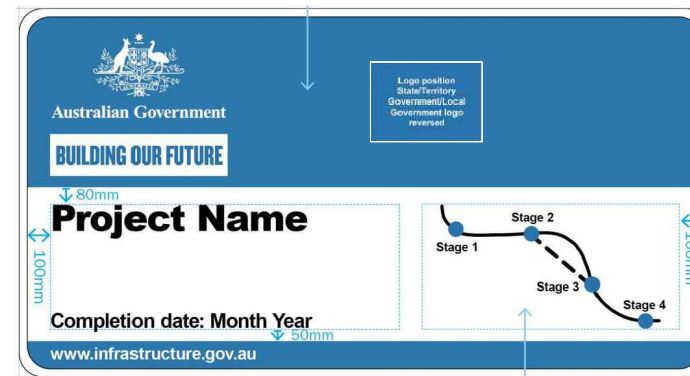 Australian Government
BUILDING OUR FUTURE
Logo position
State/Territory
Government/Local
Government logo
reversed
80mm
Project Name
100mm
Completion date: Month Year
50mm
Stage 1
Stage 2
Stage 3
Stage 4
100mm
www.infrastructure.gov.au